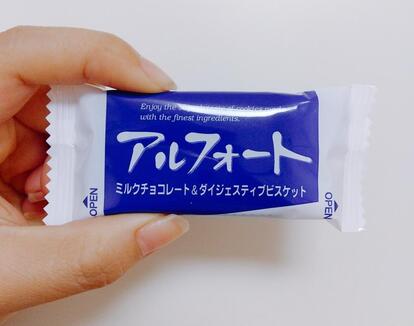 Enjoy the
with the finest ingredients.
アルフォート
ミルクチョコレート&ダイジェスティブビスケット
OPEN
OPEN